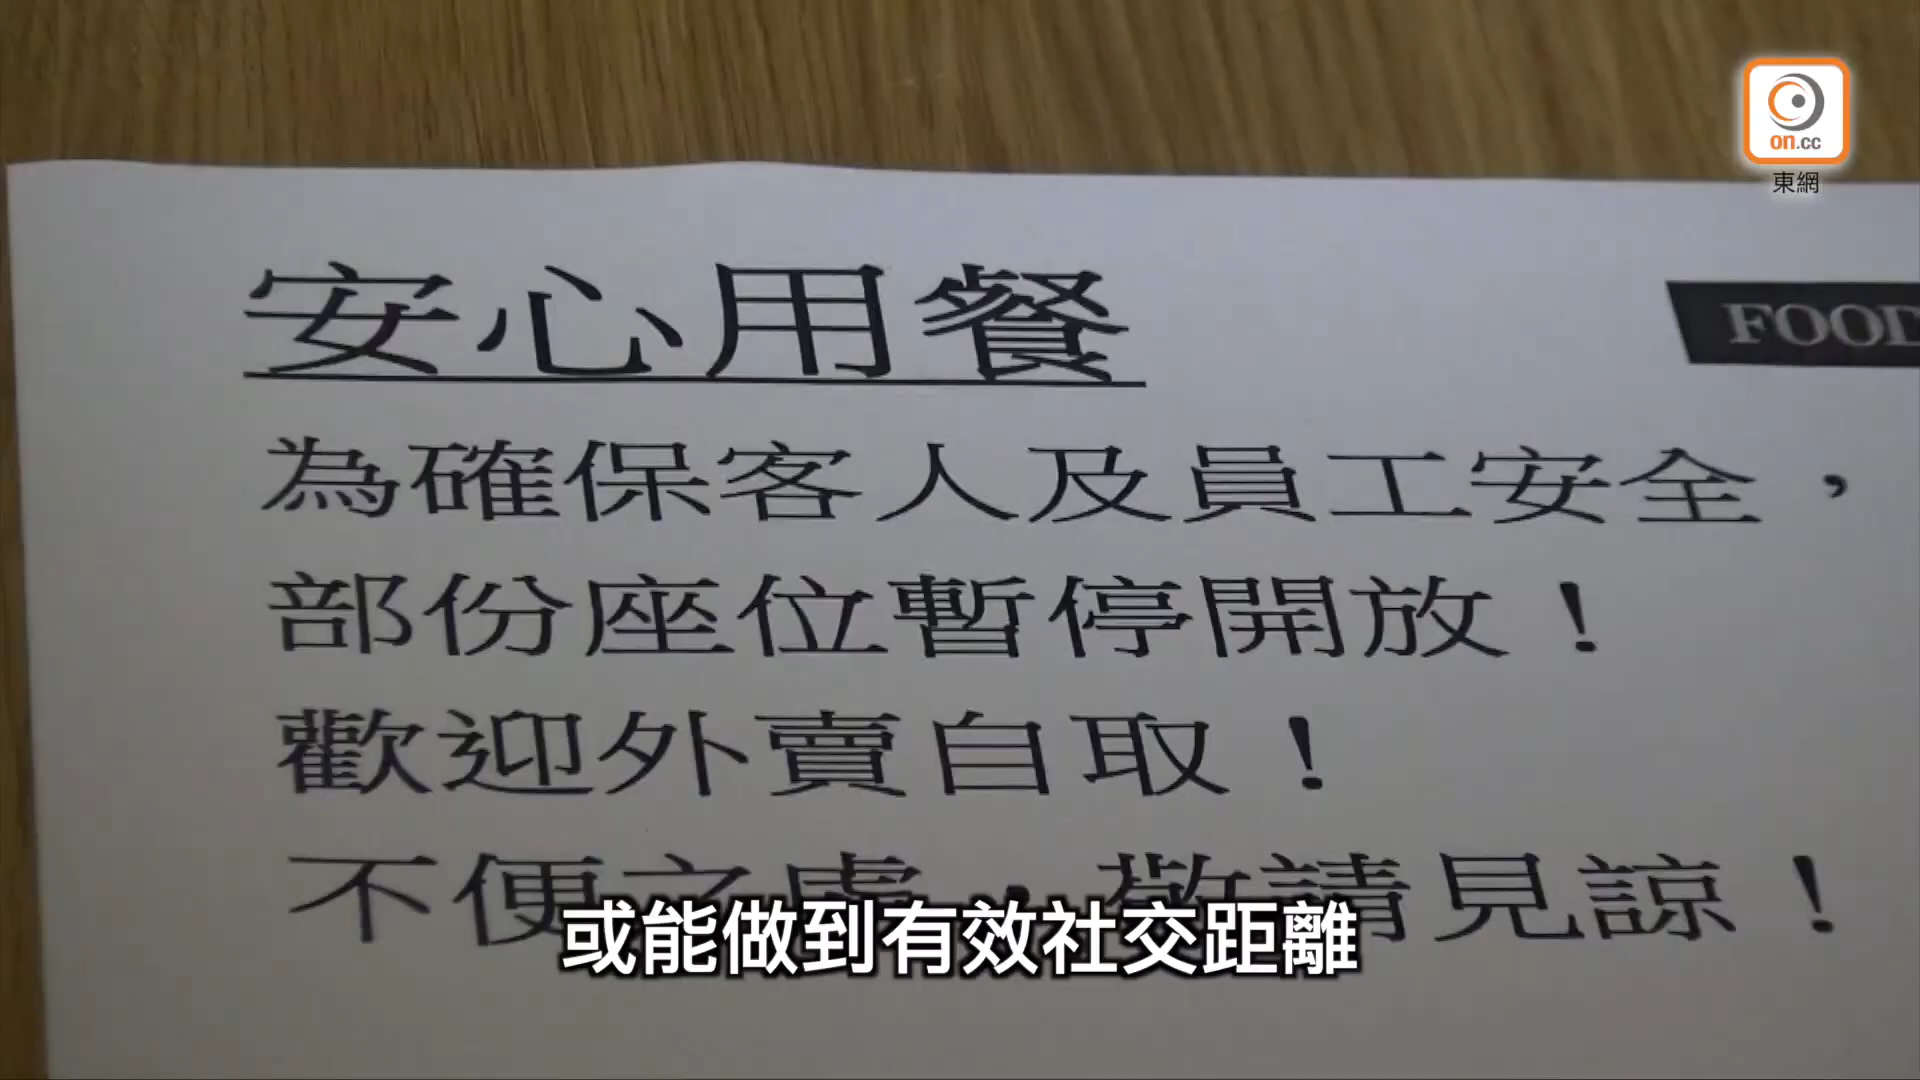 on.cc
東網
安心用餐
FOOD
為確保客人及員工安全，
部份座位暫停開放！
歡迎外賣自取！
不便之處，敬請見諒！
或能做到有效社交距離